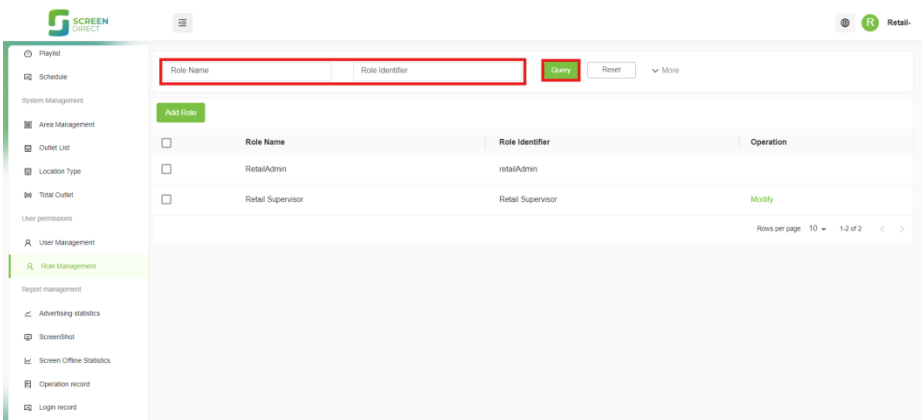 SCREEN
DIRECT
R
Retail-
Playlist
Schedule
System Management
Area Management
Outlet List
Location Type
Total Outlet
User permissions
User Management
Role Management
Report management
Advertising statistics
ScreenShot
Screen Offline Statistics
Operation record
Login record
Role Name Role Identifier Query Reset More
Add Role
Role Name Role Identifier Operation
RetailAdmin retailAdmin
Retail Supervisor Retail Supervisor Modify
Rows per page 10 1-2 of 2